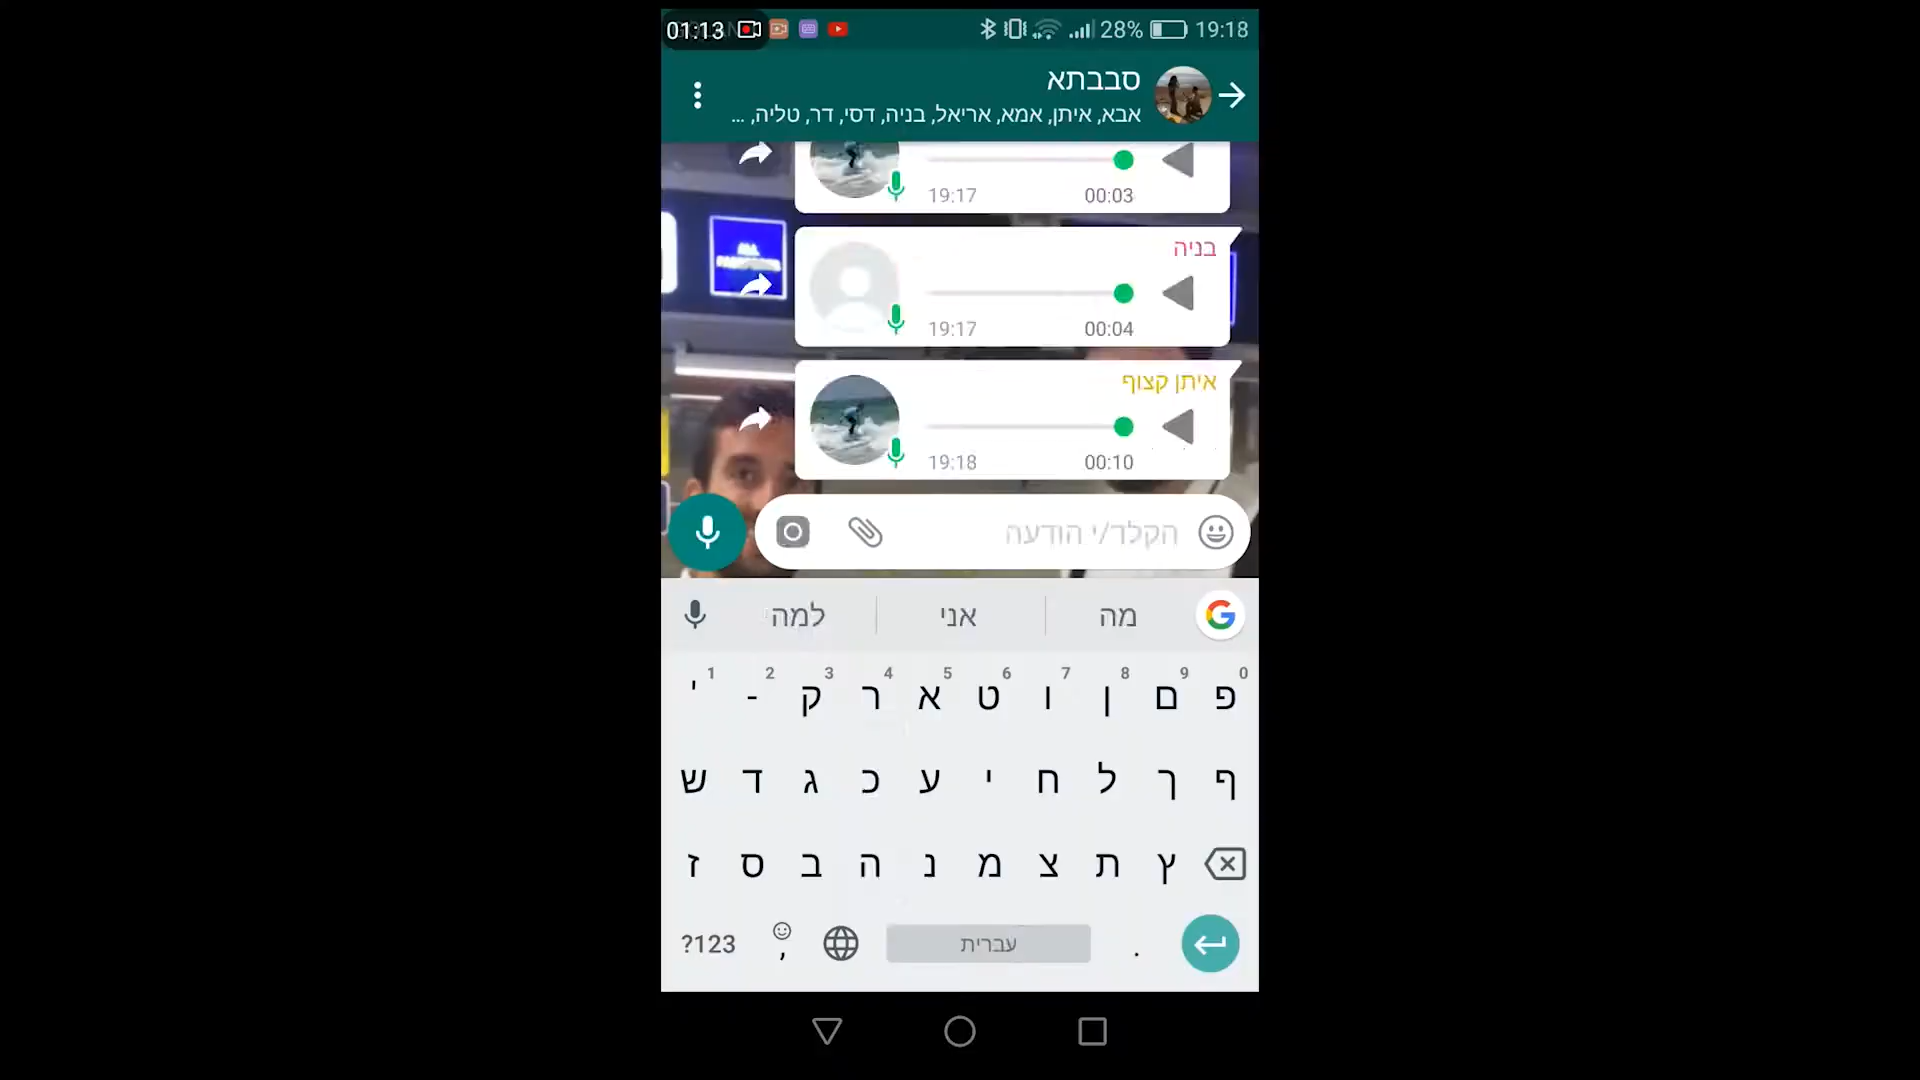 01:13
28% 19:18
סבבתא
אבא, איתן, אמא, אריאל, בניה, דסי, דר, טליה, ...
19:17 00:03
בניה
19:17 00:04
איתן קצוף
19:18 00:10
הקלד/י הודעה
למה אני מה
1 2 3 4 5 6 7 8 9 0
' - ק ר א ט ו ן ם פ
ש ד ג כ ע י ח ל ך ף
ז ס ב ה נ מ צ ת ץ
?123 , עברית .